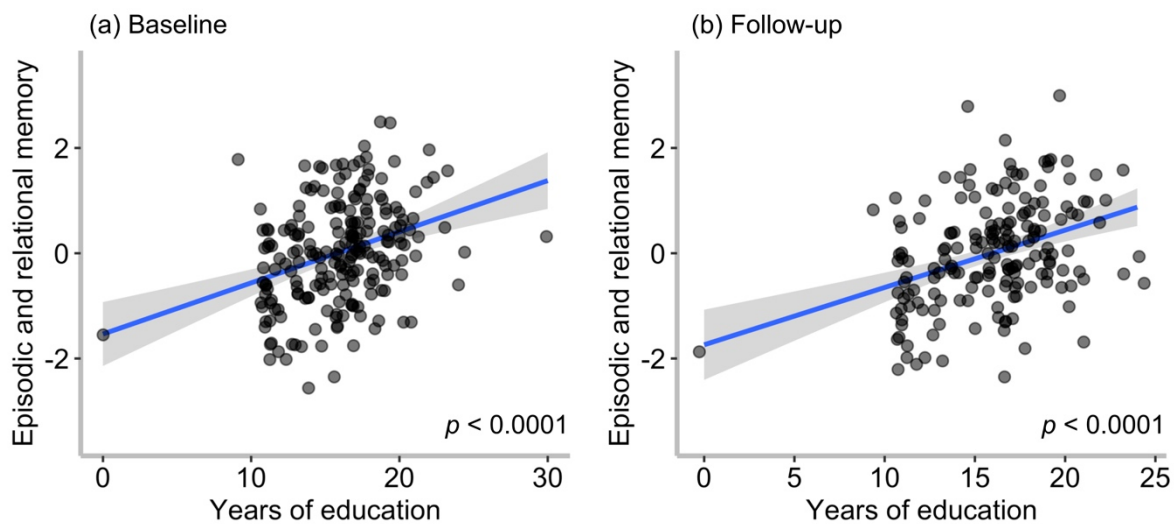 (a) Baseline
Episodic and relational memory
2
0
-2
p < 0.0001
0
10
20
30
Years of education
(b) Follow-up
Episodic and relational memory
2
0
-2
p < 0.0001
0
5
10
15
20
25
Years of education